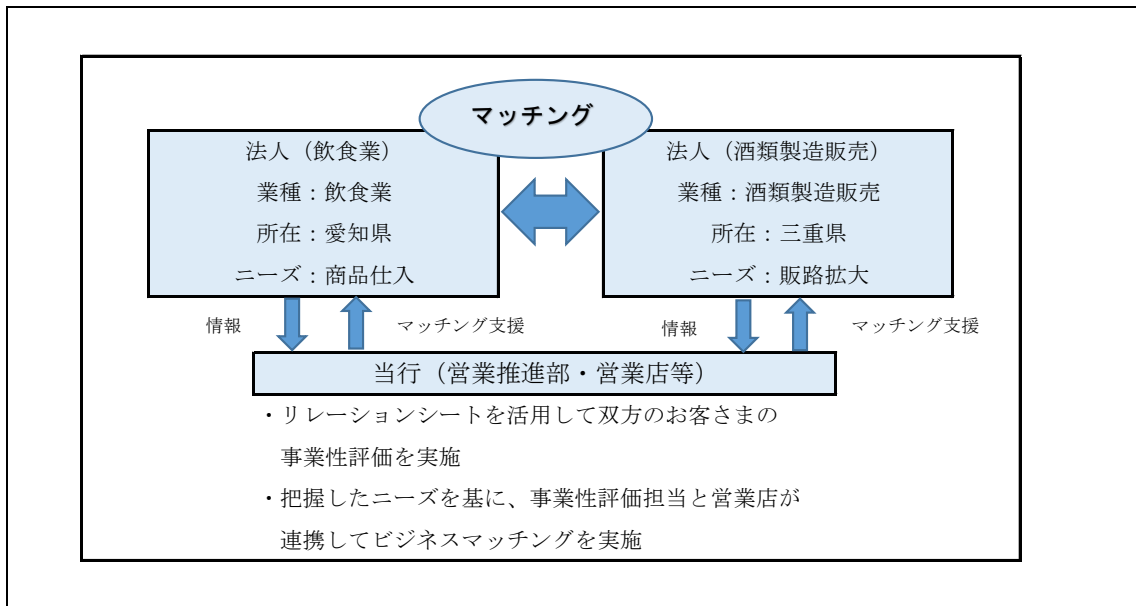 マッチング
法人（飲食業）
業種：飲食業
所在：愛知県
ニーズ：商品仕入
法人（酒類製造販売）
業種：酒類製造販売
所在：三重県
ニーズ：販路拡大
情報
マッチング支援
情報
マッチング支援
当行（営業推進部・営業店等）
・リレーションシートを活用して双方のお客さまの
事業性評価を実施
・把握したニーズを基に、事業性評価担当と営業店が
連携してビジネスマッチングを実施